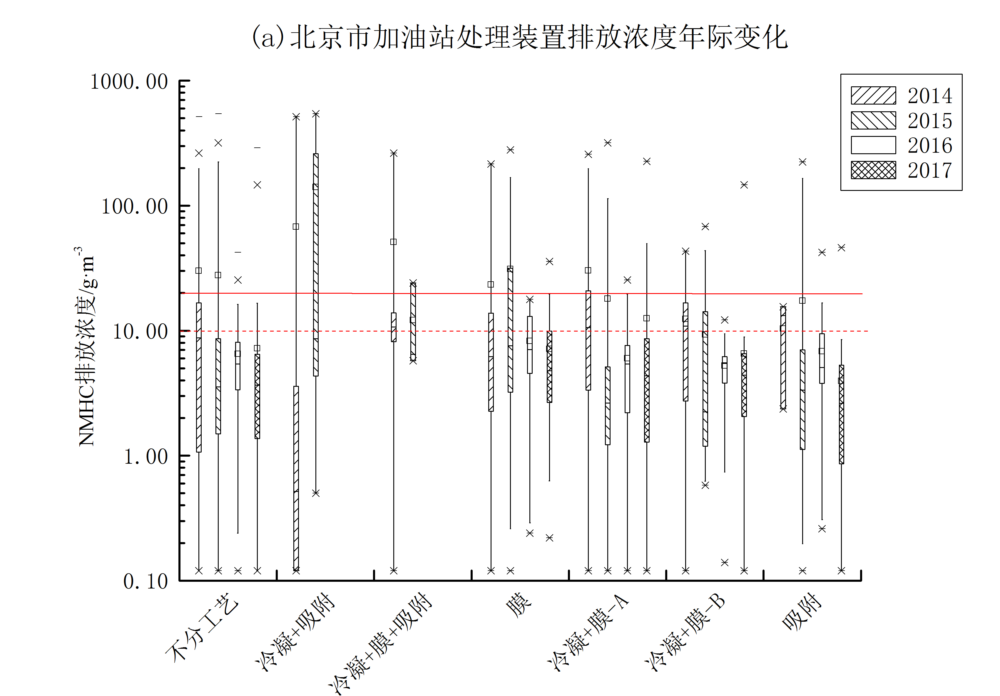 (a)北京市加油站处理装置排放浓度年际变化
1000.00
100.00
10.00
1.00
0.10
NMHC排放浓度/g·m-3
2014
2015
2016
2017
不分工艺
冷凝+吸附
冷凝+膜+吸附
膜
冷凝+膜-A
冷凝+膜-B
吸附